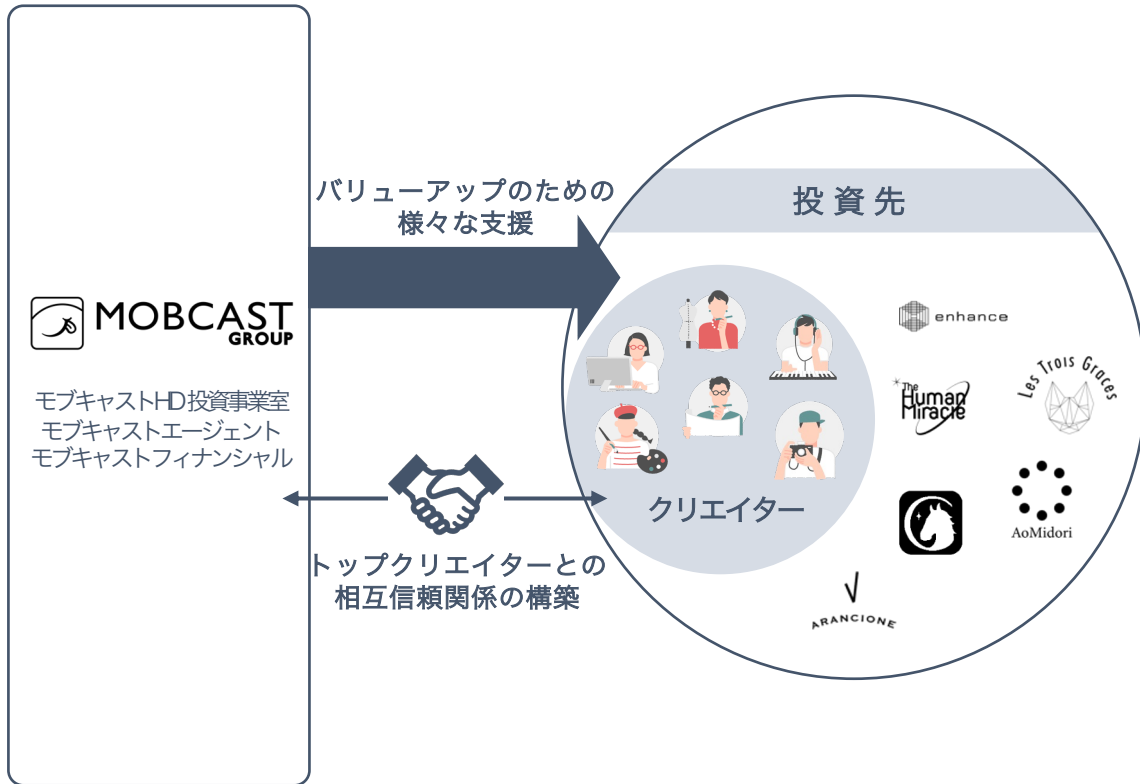 MOBCAST
GROUP
モブキャストHD 投資事業室
モブキャストエージェント
モブキャストフィナンシャル
バリューアップのための
様々な支援
トップクリエイターとの
相互信頼関係の構築
投資先
クリエイター
enhance
The
Human
Miracle
Les Trois Graces
AoMidori
ARANCIONE